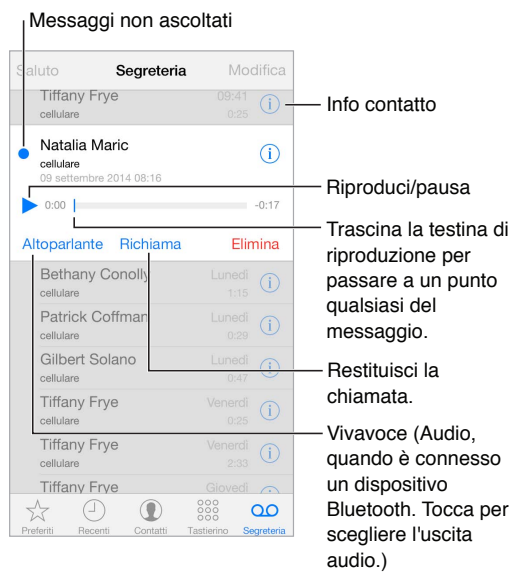 Messaggi non ascoltati
Saluto Segreteria Modifica
Tiffany Frye 09:41
cellulare 0:25
Info contatto
Natalia Maric
cellulare
09 settembre 2014 08:16
Riproduci/pausa
0:00 -0:17
Trascina la testina di
riproduzione per
passare a un punto
qualsiasi del
messaggio.
Altoparlante Richiama Elimina
Bethany Conolly Lunedì
cellulare 1:15
Patrick Coffman Lunedì
cellulare 0:29
Gilbert Solano Lunedì
cellulare 0:47
Restituisci la
chiamata.
Tiffany Frye Venerdì
cellulare 0:25
Tiffany Frye Venerdì
cellulare 2:33
Tiffany Frye Giovedì
Vivavoce (Audio,
quando è connesso
un dispositivo
Bluetooth. Tocca per
scegliere l'uscita
audio.)
Preferiti Recenti Contatti Tastierino Segreteria